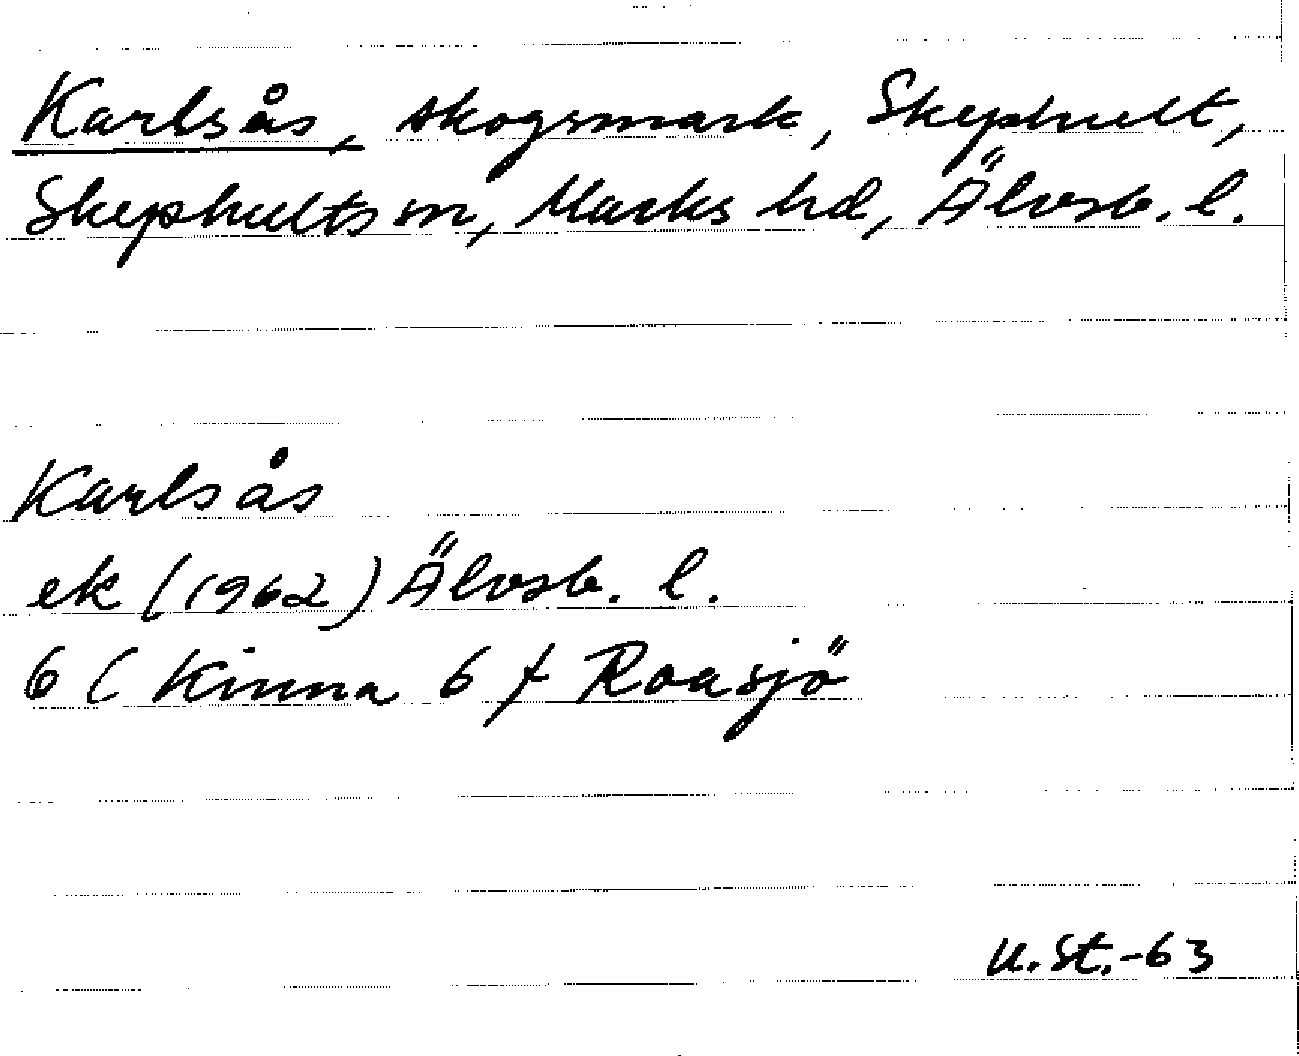 Karlsås, skogsmark, Skephult,
Skephults sn, Marks hd, Älvsb. l.
Karlsås
ek (1962) Älvsb. l.
6 (Kinna 6 f Roasjö
U.St.-63